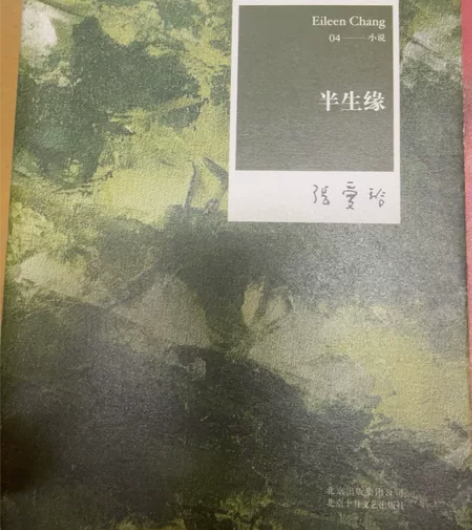 Eileen Chang
04——小说
半生缘
張愛玲
北京出版集团公司
北京十月文艺出版社